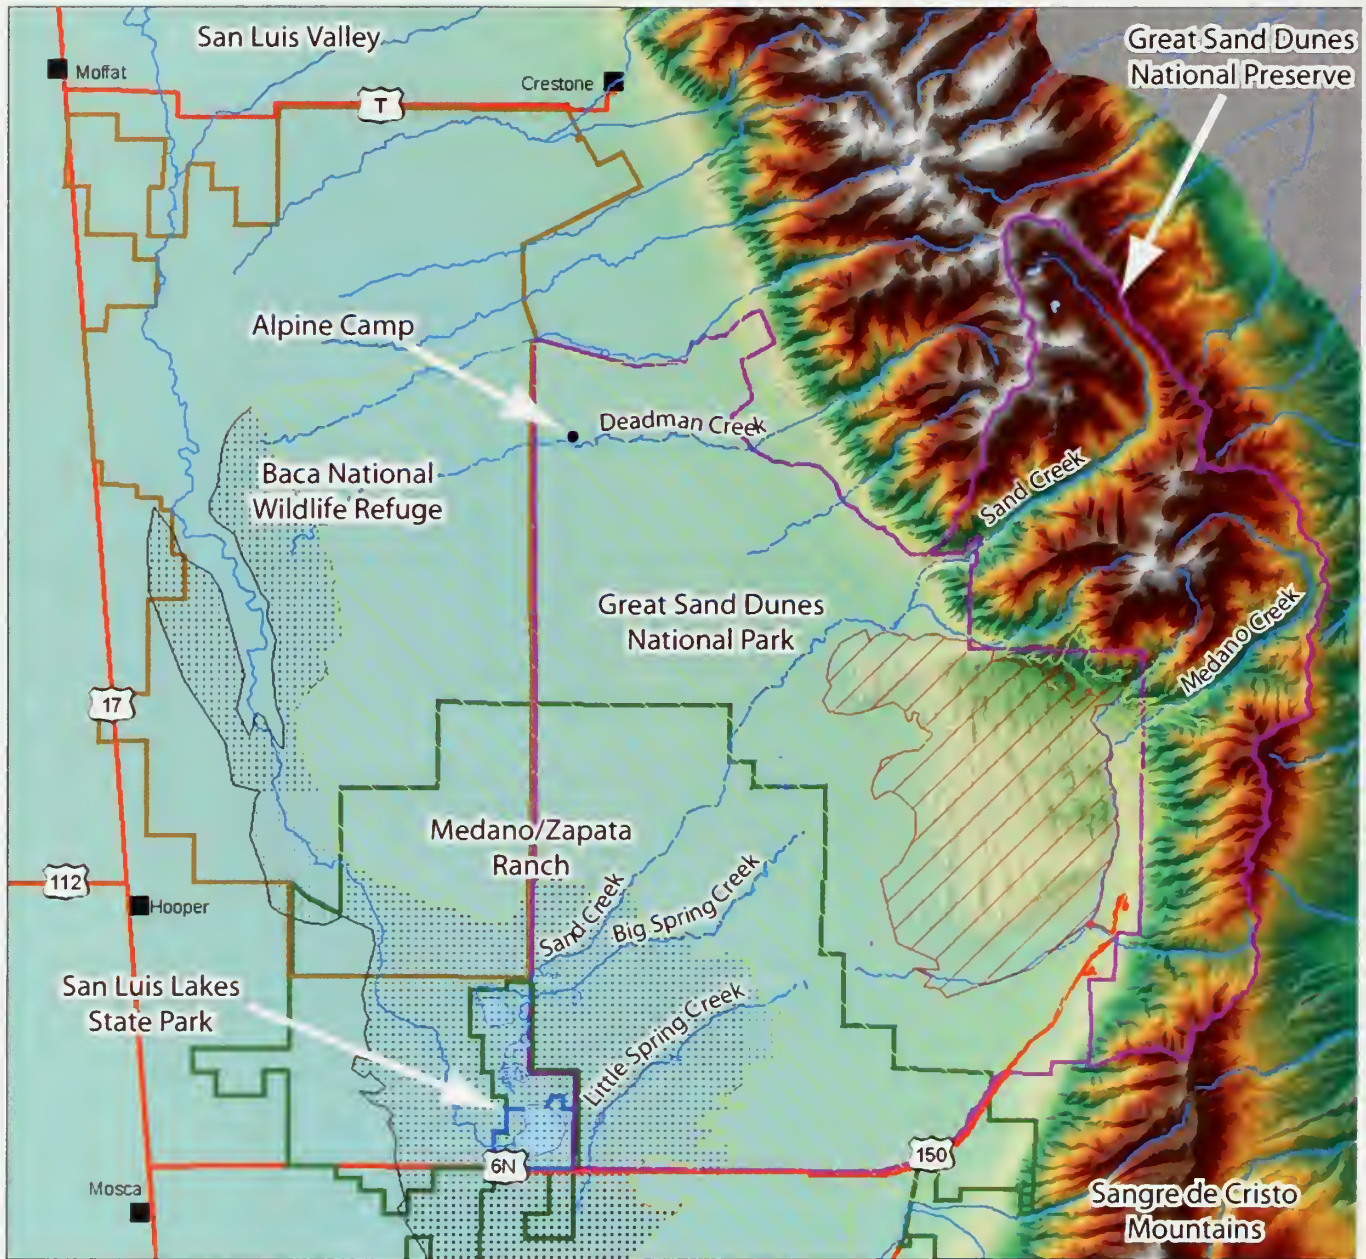 San Luis Valley
Great Sand Dunes
National Preserve
Moffat
Crestone
T
Alpine Camp
Deadman Creek
Baca National
Wildlife Refuge
Sand Creek
Great Sand Dunes
National Park
Medano Creek
17
Medano/Zapata
Ranch
112
Hooper
Sand Creek
Big Spring Creek
San Luis Lakes
State Park
Little Spring Creek
6N
150
Mosca
Sangre de Cristo
Mountains